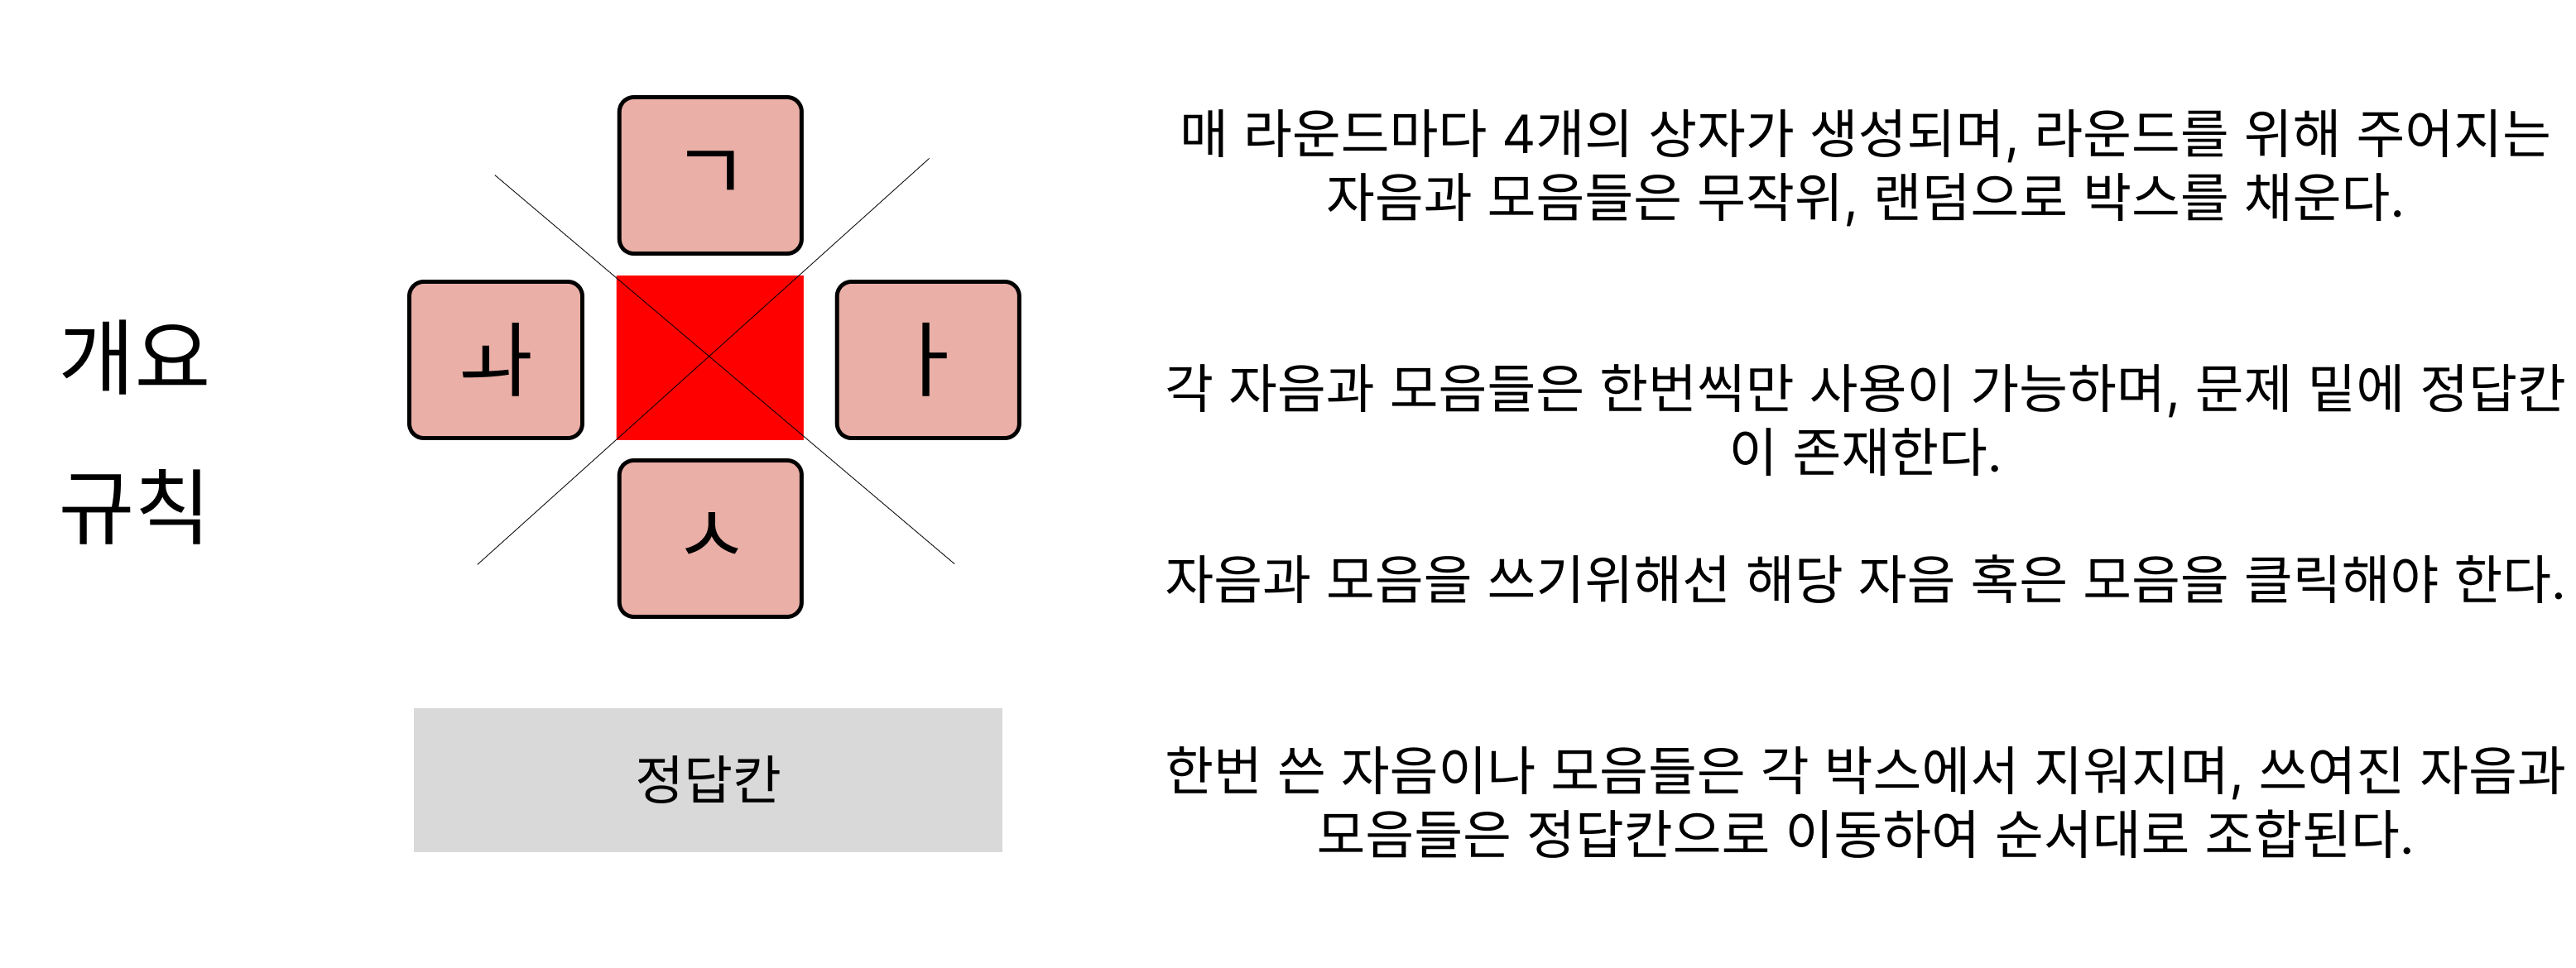 개요
규칙
ㄱ
ㅘ
ㅏ
ㅅ
정답칸
매 라운드마다 4개의 상자가 생성되며, 라운드를 위해 주어지는
자음과 모음들은 무작위, 랜덤으로 박스를 채운다.
각 자음과 모음들은 한번씩만 사용이 가능하며, 문제 밑에 정답칸
이 존재한다.
자음과 모음을 쓰기위해선 해당 자음 혹은 모음을 클릭해야 한다.
한번 쓴 자음이나 모음들은 각 박스에서 지워지며, 쓰여진 자음과
모음들은 정답칸으로 이동하여 순서대로 조합된다.